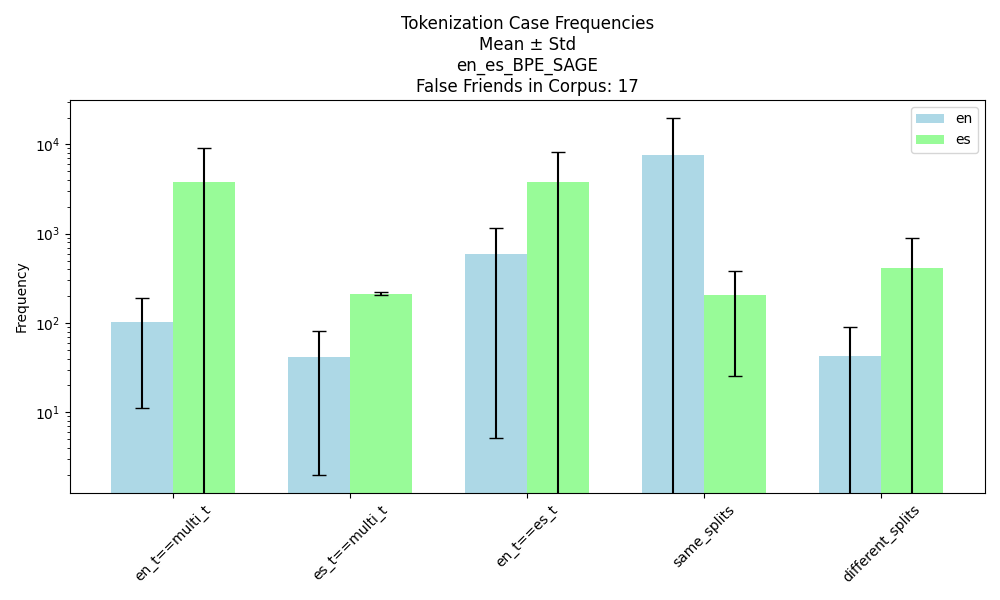 Tokenization Case Frequencies
Mean ± Std
en_es_BPE_SAGE
False Friends in Corpus: 17
en
es
Frequency
10^4
10^3
10^2
10^1
en_t==multi_t
es_t==multi_t
en_t==es_t
same_splits
different_splits